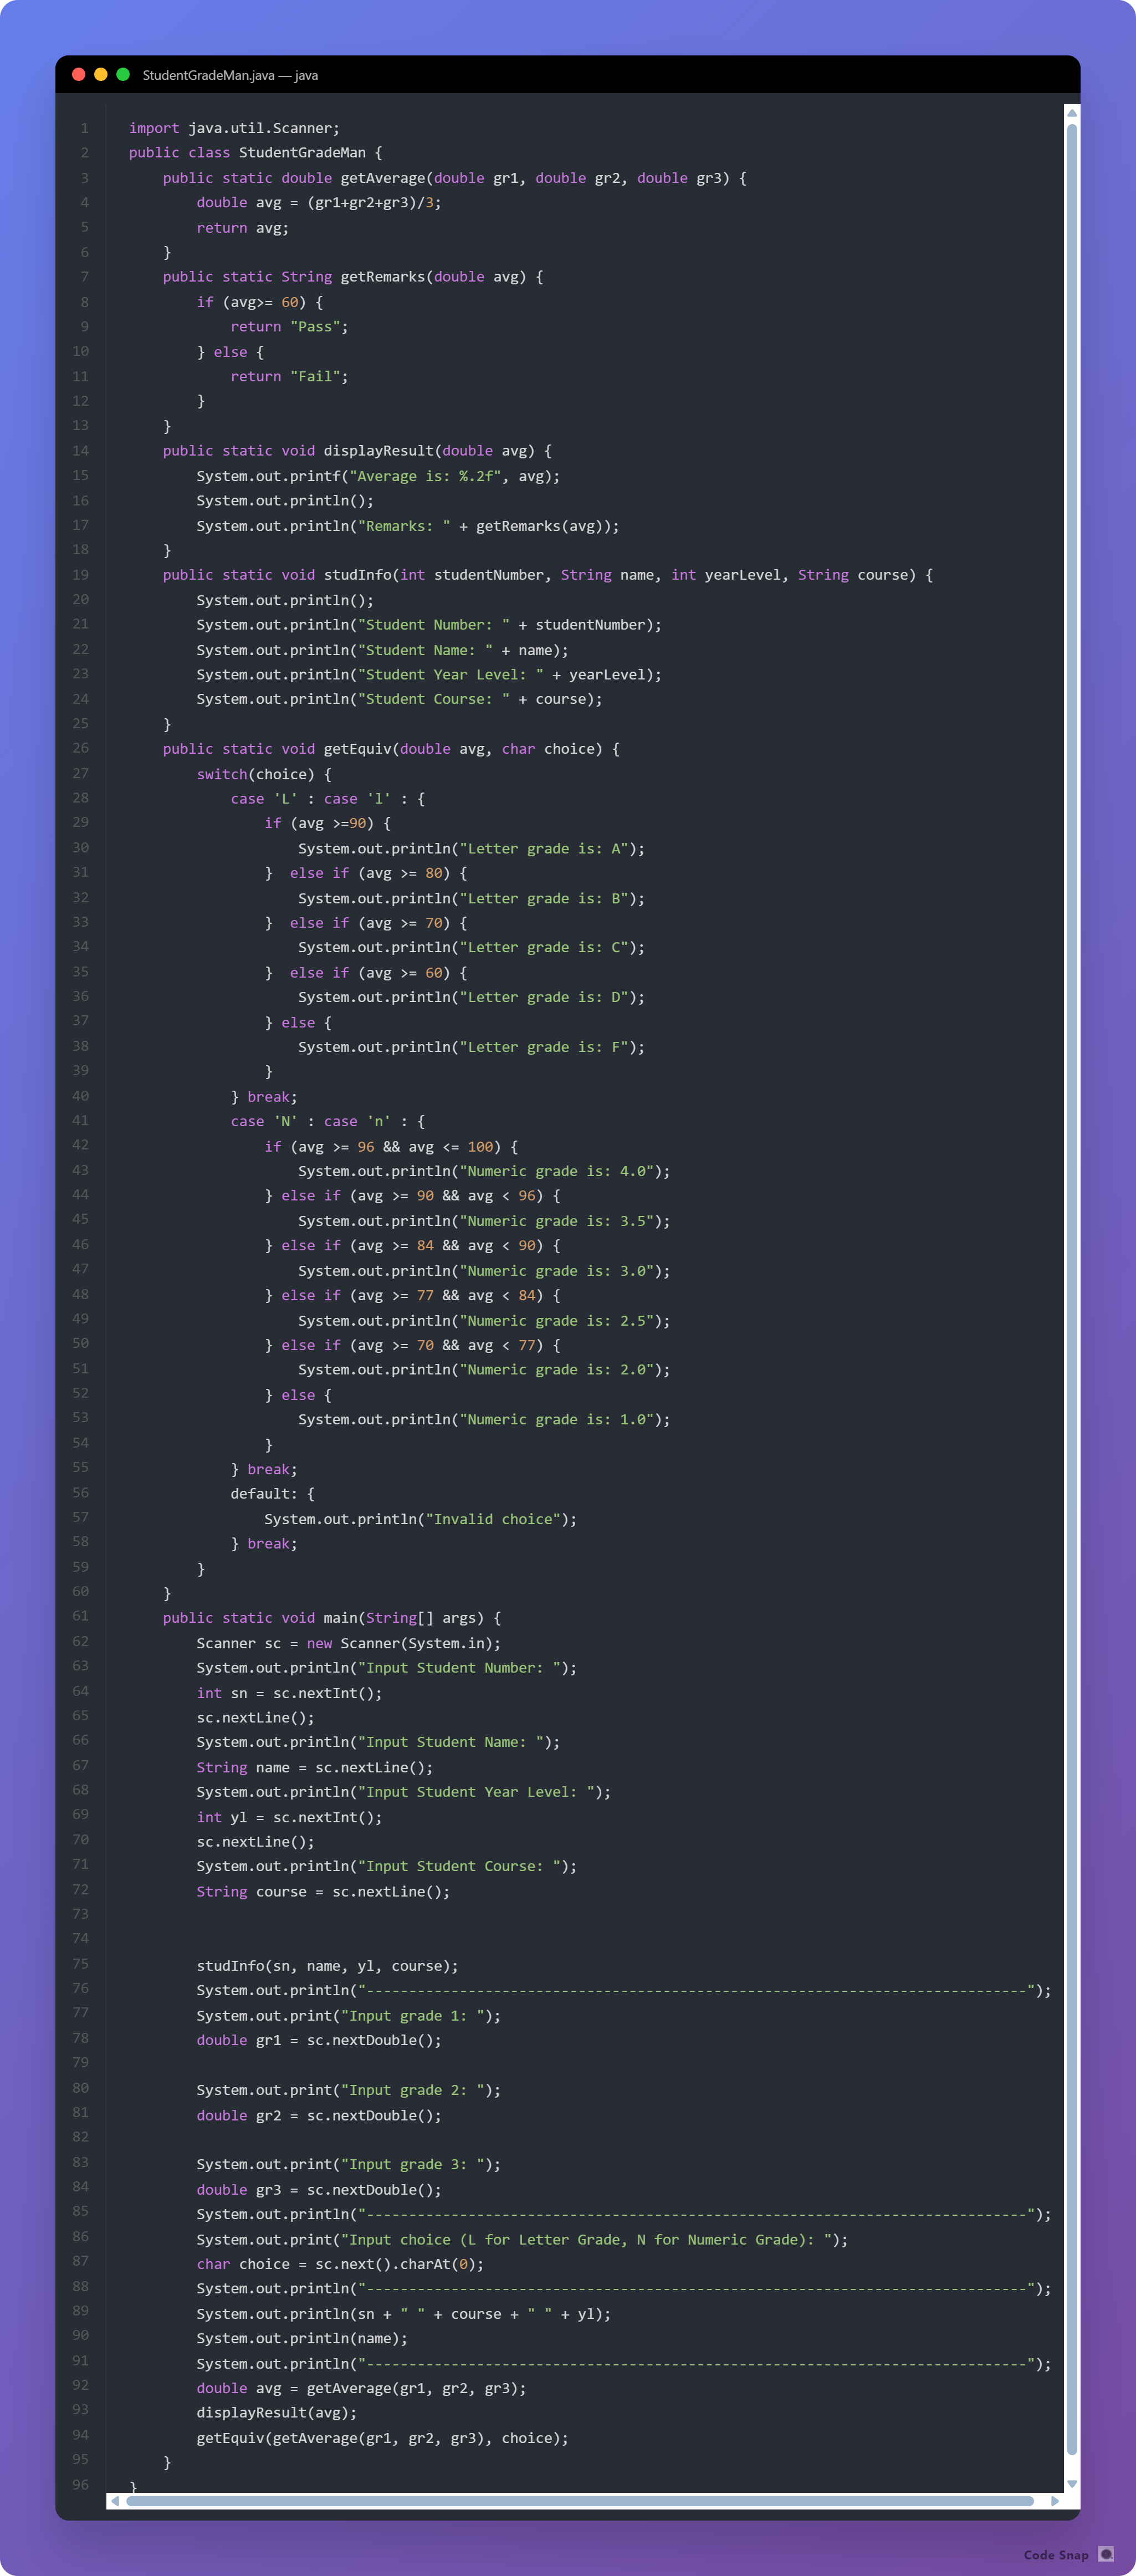 StudentGradeMan.java — java
1 import java.util.Scanner;
2 public class StudentGradeMan {
3     public static double getAverage(double gr1, double gr2, double gr3) {
4         double avg = (gr1+gr2+gr3)/3;
5         return avg;
6     }
7     public static String getRemarks(double avg) {
8         if (avg>= 60) {
9             return "Pass";
10         } else {
11             return "Fail";
12         }
13     }
14     public static void displayResult(double avg) {
15         System.out.printf("Average is: %.2f", avg);
16         System.out.println();
17         System.out.println("Remarks: " + getRemarks(avg));
18     }
19     public static void studInfo(int studentNumber, String name, int yearLevel, String course) {
20         System.out.println();
21         System.out.println("Student Number: " + studentNumber);
22         System.out.println("Student Name: " + name);
23         System.out.println("Student Year Level: " + yearLevel);
24         System.out.println("Student Course: " + course);
25     }
26     public static void getEquiv(double avg, char choice) {
27         switch(choice) {
28             case 'L' : case 'l' : {
29                 if (avg >=90) {
30                     System.out.println("Letter grade is: A");
31                 }  else if (avg >= 80) {
32                     System.out.println("Letter grade is: B");
33                 }  else if (avg >= 70) {
34                     System.out.println("Letter grade is: C");
35                 }  else if (avg >= 60) {
36                     System.out.println("Letter grade is: D");
37                 } else {
38                     System.out.println("Letter grade is: F");
39                 }
40             } break;
41             case 'N' : case 'n' : {
42                 if (avg >= 96 && avg <= 100) {
43                     System.out.println("Numeric grade is: 4.0");
44                 } else if (avg >= 90 && avg < 96) {
45                     System.out.println("Numeric grade is: 3.5");
46                 } else if (avg >= 84 && avg < 90) {
47                     System.out.println("Numeric grade is: 3.0");
48                 } else if (avg >= 77 && avg < 84) {
49                     System.out.println("Numeric grade is: 2.5");
50                 } else if (avg >= 70 && avg < 77) {
51                     System.out.println("Numeric grade is: 2.0");
52                 } else {
53                     System.out.println("Numeric grade is: 1.0");
54                 }
55             } break;
56             default: {
57                 System.out.println("Invalid choice");
58             } break;
59         }
60     }
61     public static void main(String[] args) {
62         Scanner sc = new Scanner(System.in);
63         System.out.println("Input Student Number: ");
64         int sn = sc.nextInt();
65         sc.nextLine();
66         System.out.println("Input Student Name: ");
67         String name = sc.nextLine();
68         System.out.println("Input Student Year Level: ");
69         int yl = sc.nextInt();
70         sc.nextLine();
71         System.out.println("Input Student Course: ");
72         String course = sc.nextLine();
73
74
75         studInfo(sn, name, yl, course);
76         System.out.println("------------------------------------------------------------------------------");
77         System.out.print("Input grade 1: ");
78         double gr1 = sc.nextDouble();
79
80         System.out.print("Input grade 2: ");
81         double gr2 = sc.nextDouble();
82
83         System.out.print("Input grade 3: ");
84         double gr3 = sc.nextDouble();
85         System.out.println("------------------------------------------------------------------------------");
86         System.out.print("Input choice (L for Letter Grade, N for Numeric Grade): ");
87         char choice = sc.next().charAt(0);
88         System.out.println("------------------------------------------------------------------------------");
89         System.out.println(sn + " " + course + " " + yl);
90         System.out.println(name);
91         System.out.println("------------------------------------------------------------------------------");
92         double avg = getAverage(gr1, gr2, gr3);
93         displayResult(avg);
94         getEquiv(getAverage(gr1, gr2, gr3), choice);
95     }
96 }
Code Snap